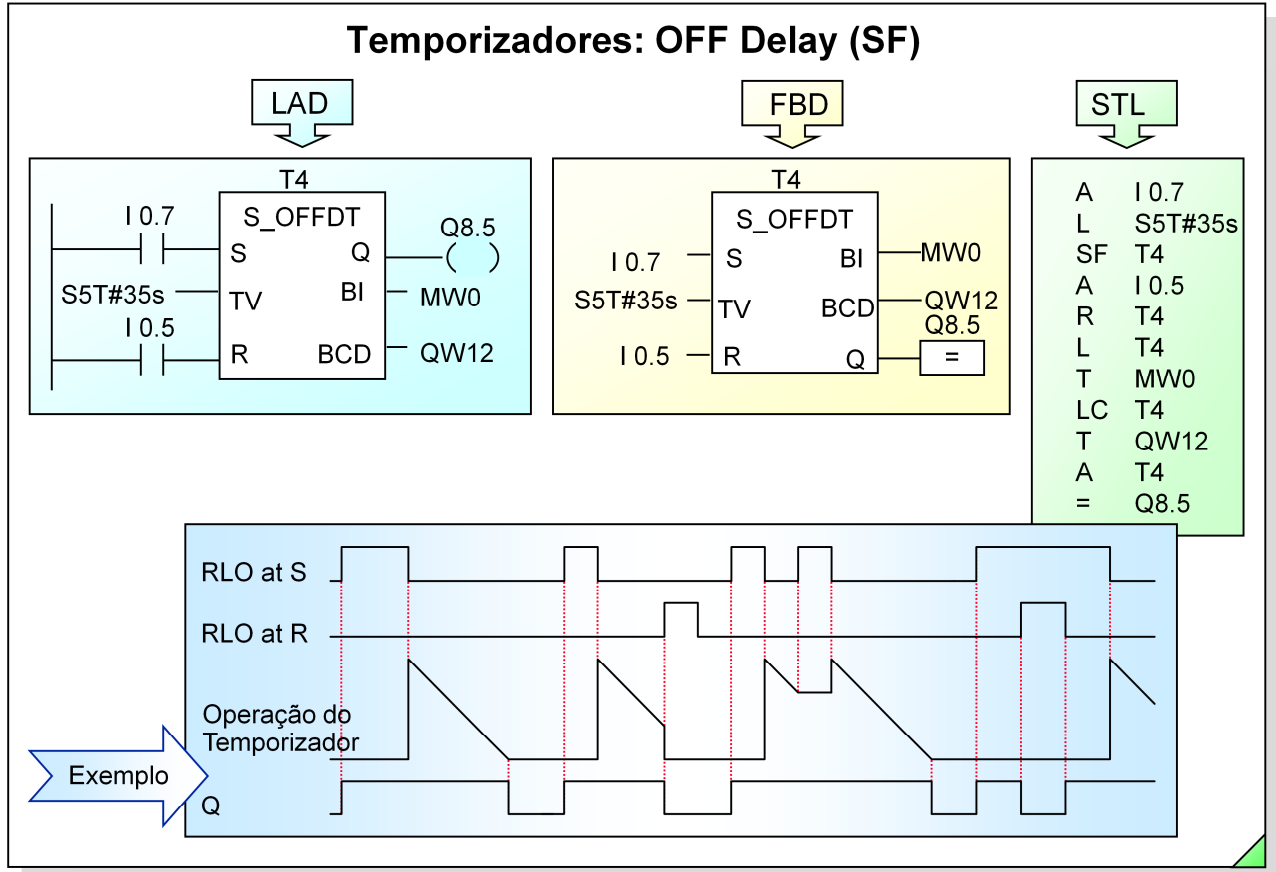 Temporizadores: OFF Delay (SF)
LAD
FBD
STL
T4
I 0.7
S_OFFDT
Q8.5
S
Q
S5T#35s
TV
BI
MW0
I 0.5
R
BCD
QW12
T4
S_OFFDT
I 0.7
S
BI
MW0
S5T#35s
TV
BCD
QW12
Q8.5
I 0.5
R
Q
=
A I 0.7
L S5T#35s
SF T4
A I 0.5
R T4
L T4
T MW0
LC T4
T QW12
A T4
= Q8.5
RLO at S
RLO at R
Operação do
Temporizador
Exemplo
Q